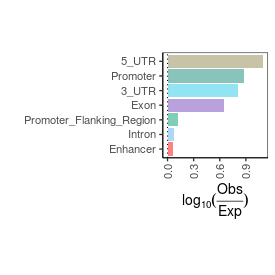 5_UTR
Promoter
3_UTR
Exon
Promoter_Flanking_Region
Intron
Enhancer
0.0
0.3
0.6
0.9
log10(Obs/Exp)